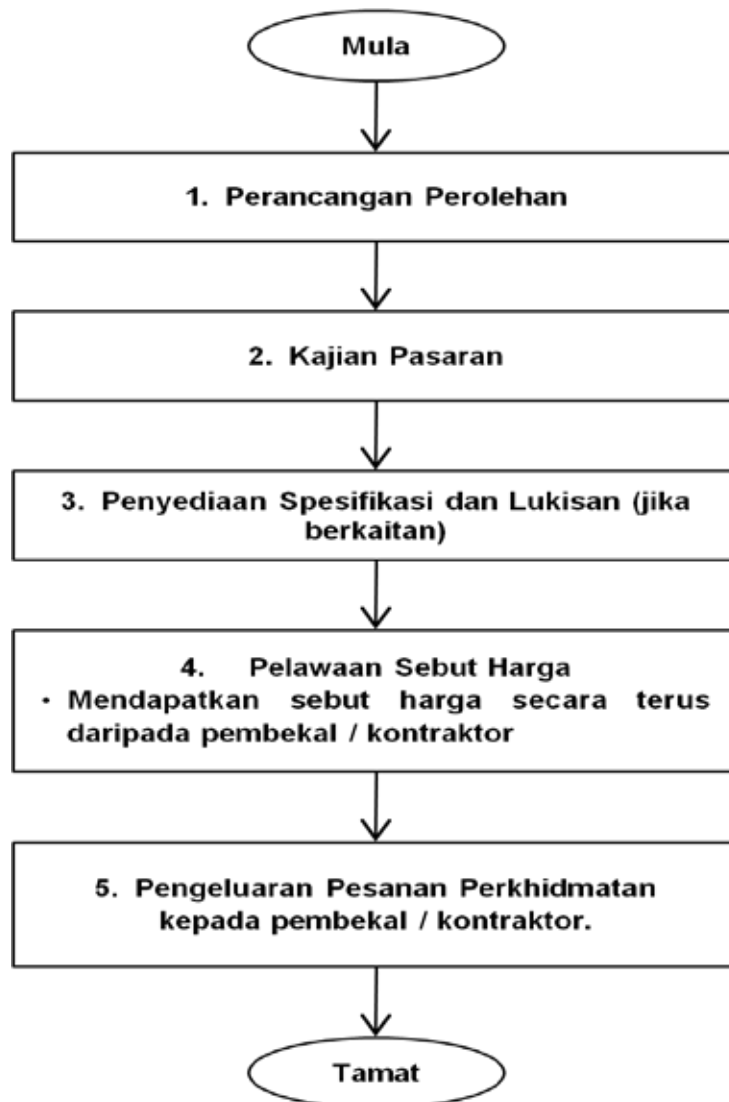 Mula
1. Perancangan Perolehan
2. Kajian Pasaran
3. Penyediaan Spesifikasi dan Lukisan (jika
berkaitan)
4. Pelawaan Sebut Harga
• Mendapatkan sebut harga secara terus
daripada pembekal / kontraktor
5. Pengeluaran Pesanan Perkhidmatan
kepada pembekal / kontraktor.
Tamat